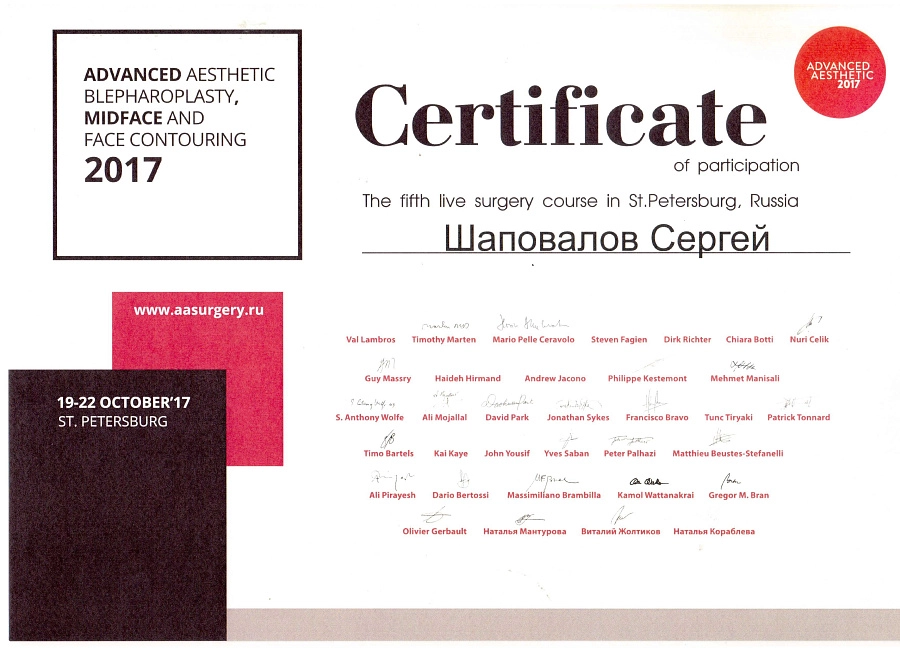 ADVANCED AESTHETIC
BLEPHAROPLASTY,
MIDFACE AND
FACE CONTOURING
2017
ADVANCED
AESTHETIC
2017
Certificate
of participation
The fifth live surgery course in St.Petersburg, Russia
Шаповалов Сергей
www.aasurgery.ru
19-22 OCTOBER'17
ST. PETERSBURG
Val Lambros Timothy Marten Mario Pelle Ceravolo Steven Fagien Dirk Richter Chiara Botti Nuri Celik
Guy Massry Haideh Hirmand Andrew Jacono Philippe Kestemont Mehmet Manisali
S. Anthony Wolfe Ali Mojallal David Park Jonathan Sykes Francisco Bravo Tunc Tiryaki Patrick Tonnard
Timo Bartels Kai Kaye John Yousif Yves Saban Peter Palhazi Matthieu Beustes-Stefanelli
Ali Pirayesh Dario Bertossi Massimiliano Brambilla Kamol Wattanakrai Gregor M. Bran
Olivier Gerbault Наталья Мантурова Виталий Жолтиков Наталья Кораблева